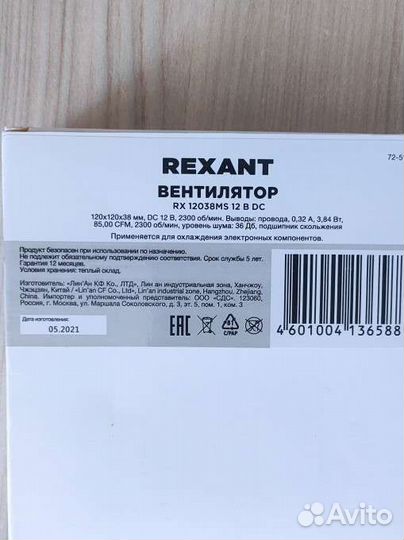 REXANT
72-5
ВЕНТИЛЯТОР
RX 12038MS 12 В DC
120х120х38 мм, DC 12 В, 2300 об/мин. Выводы: провода, 0,32 А, 3,84 Вт,
85,00 CFM, 2300 об/мин, уровень шума: 36 Дб, подшипник скольжения
Применяется для охлаждения электронных компонентов.
Продукт безопасен при использовании по назначению.
Не подлежит обязательному подтверждению соответствия. Срок службы 5 лет.
Гарантия 12 месяцев.
Условия хранения: теплый склад.
Изготовитель: «Лин'Ан КФ Ко., ЛТД», Лин ан индустриальная зона, Ханчжоу,
Чжэцзян, Китай / «Lin'an CF Co., Ltd», Lin'an industrial zone, Hangzhou, Zhejiang,
China. Импортер и уполномоченный представитель: ООО «СДС». 123060,
Россия, г. Москва, ул. Маршала Соколовского, д. 3, эт. 5, пом. 1, ком. 3
Дата изготовления:
05.2021
EAC
21
C/PAP
4 601004 136588
Avito